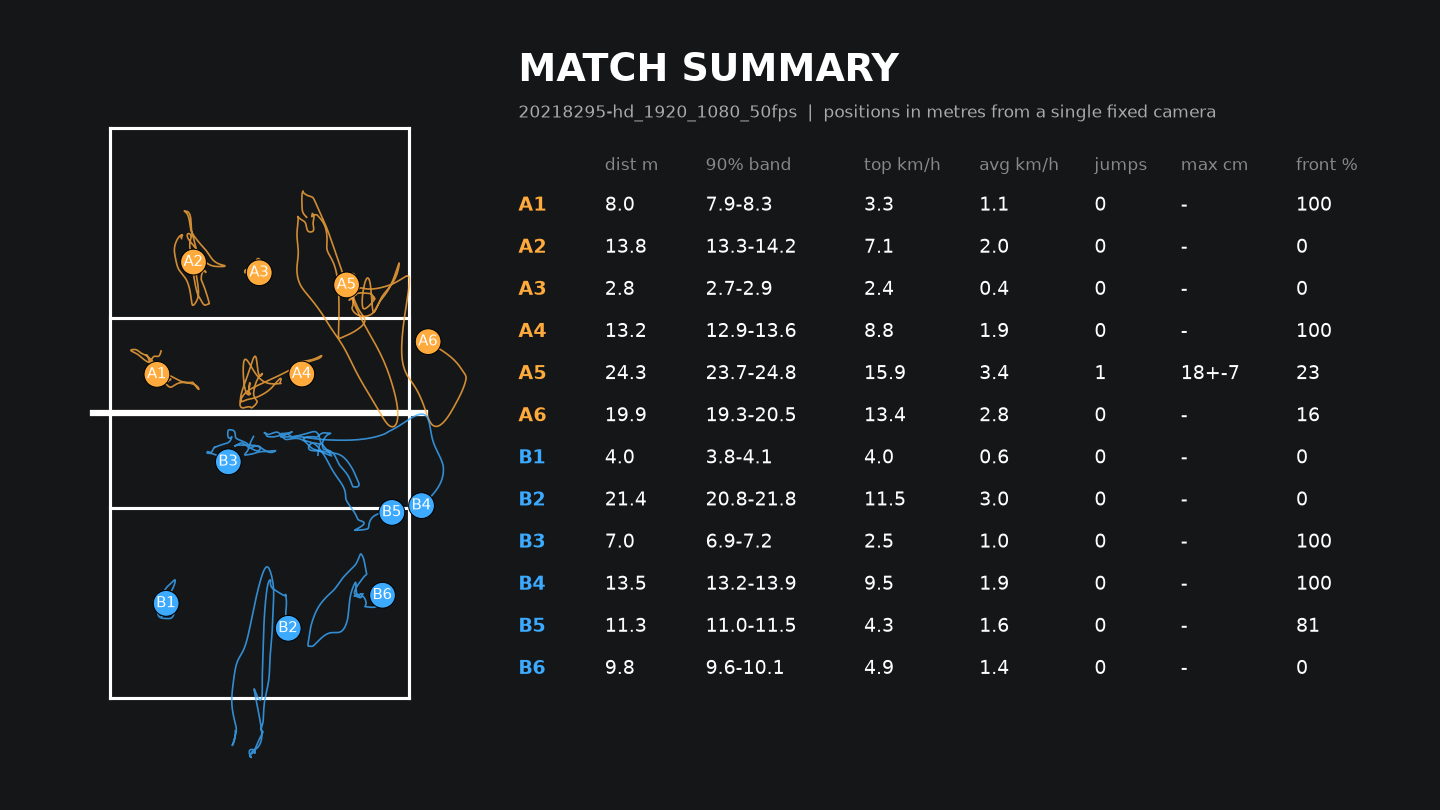 MATCH SUMMARY
20218295-hd_1920_1080_50fps | positions in metres from a single fixed camera
dist m 90% band top km/h avg km/h jumps max cm front %
A1 8.0 7.9-8.3 3.3 1.1 0 - 100
A2 13.8 13.3-14.2 7.1 2.0 0 - 0
A3 2.8 2.7-2.9 2.4 0.4 0 - 0
A4 13.2 12.9-13.6 8.8 1.9 0 - 100
A5 24.3 23.7-24.8 15.9 3.4 1 18+-7 23
A6 19.9 19.3-20.5 13.4 2.8 0 - 16
B1 4.0 3.8-4.1 4.0 0.6 0 - 0
B2 21.4 20.8-21.8 11.5 3.0 0 - 0
B3 7.0 6.9-7.2 2.5 1.0 0 - 100
B4 13.5 13.2-13.9 9.5 1.9 0 - 100
B5 11.3 11.0-11.5 4.3 1.6 0 - 81
B6 9.8 9.6-10.1 4.9 1.4 0 - 0
A2
A3
A5
A6
A1
A4
B3
B4
B5
B6
B1
B2